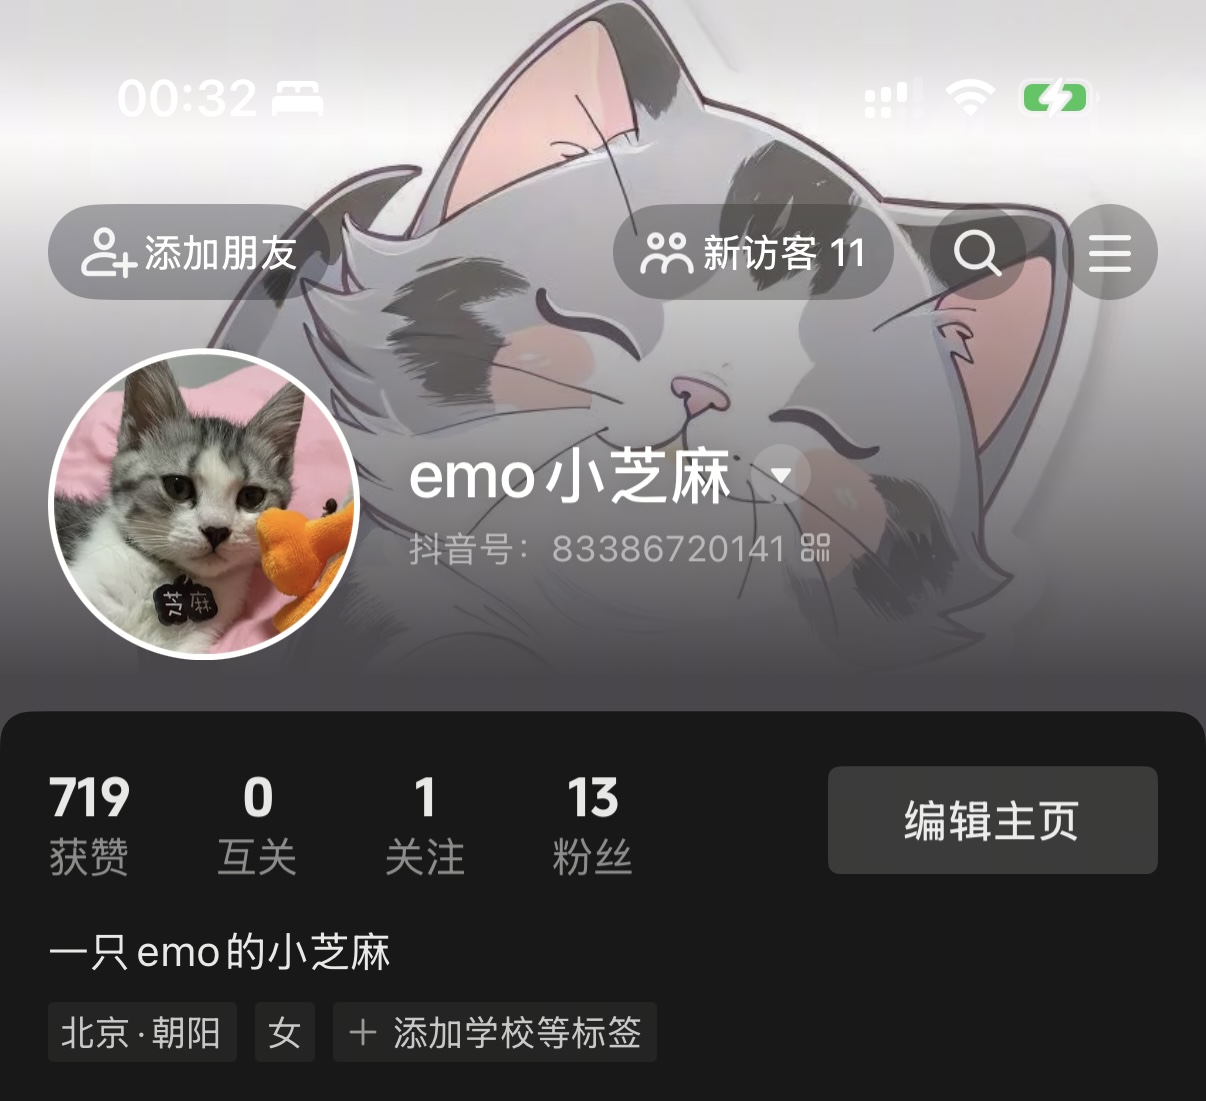 00:32
添加朋友
新访客 11
emo小芝麻
抖音号：83386720141
芝麻
719 0 1 13
获赞 互关 关注 粉丝
编辑主页
一只emo的小芝麻
北京·朝阳 女 + 添加学校等标签